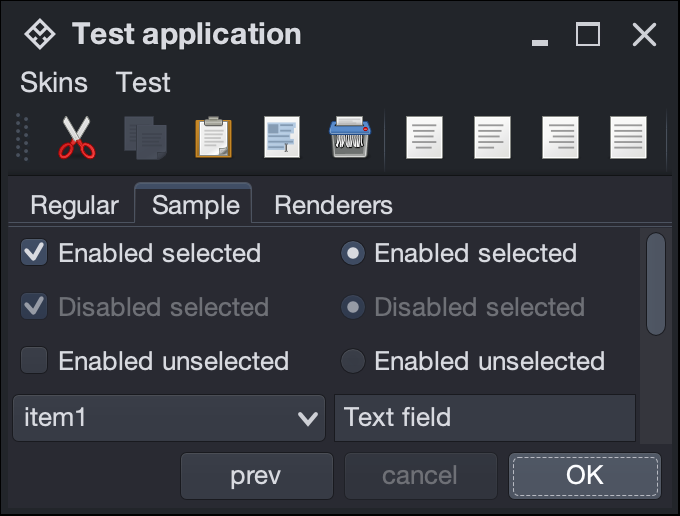 Test application
Skins Test
Regular Sample Renderers
Enabled selected Enabled selected
Disabled selected Disabled selected
Enabled unselected Enabled unselected
item1 Text field
prev cancel OK